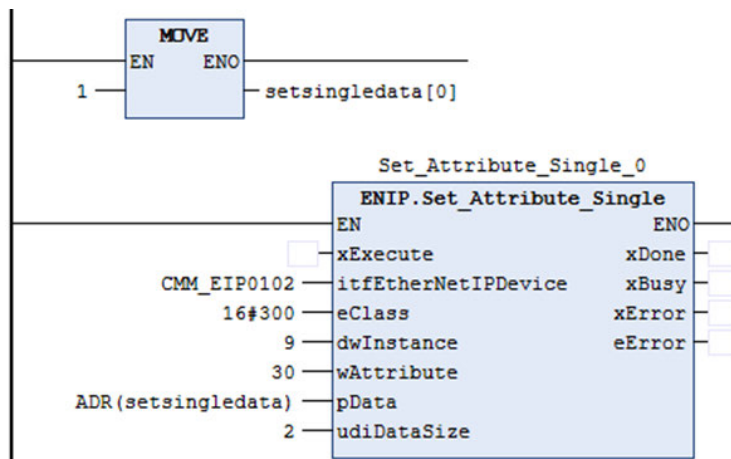 MOVE
EN ENO
1 setsingledata[0]
Set_Attribute_Single_0
ENIP.Set_Attribute_Single
EN ENO
xExecute xDone
CMM_EIP0102 itfEtherNetIPDevice xBusy
16#300 eClass xError
9 dwInstance eError
30 wAttribute
ADR(setsingledata) pData
2 udiDataSize